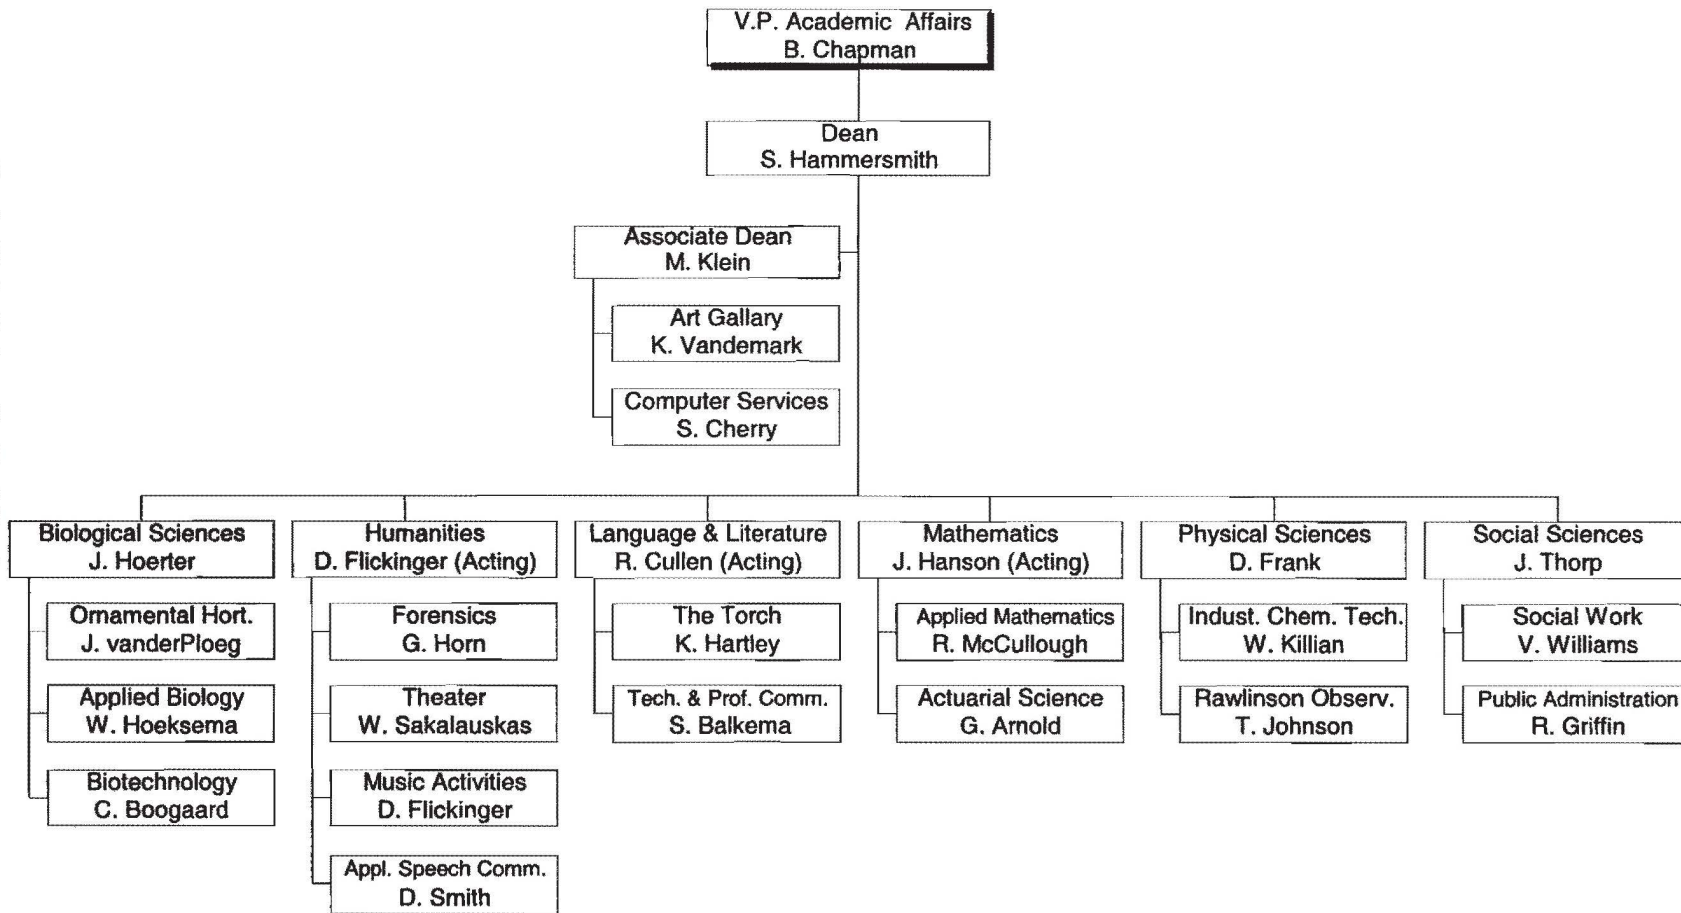 V.P. Academic Affairs
B. Chapman
Dean
S. Hammersmith
Associate Dean
M. Klein
Art Gallary
K. Vandemark
Computer Services
S. Cherry
Biological Sciences
J. Hoerter
Ornamental Hort.
J. vanderPloeg
Applied Biology
W. Hoeksema
Biotechnology
C. Boogaard
Humanities
D. Flickinger (Acting)
Forensics
G. Horn
Theater
W. Sakalauskas
Music Activities
D. Flickinger
Appl. Speech Comm.
D. Smith
Language & Literature
R. Cullen (Acting)
The Torch
K. Hartley
Tech. & Prof. Comm.
S. Balkema
Mathematics
J. Hanson (Acting)
Applied Mathematics
R. McCullough
Actuarial Science
G. Arnold
Physical Sciences
D. Frank
Indust. Chem. Tech.
W. Killian
Rawlinson Observ.
T. Johnson
Social Sciences
J. Thorp
Social Work
V. Williams
Public Administration
R. Griffin